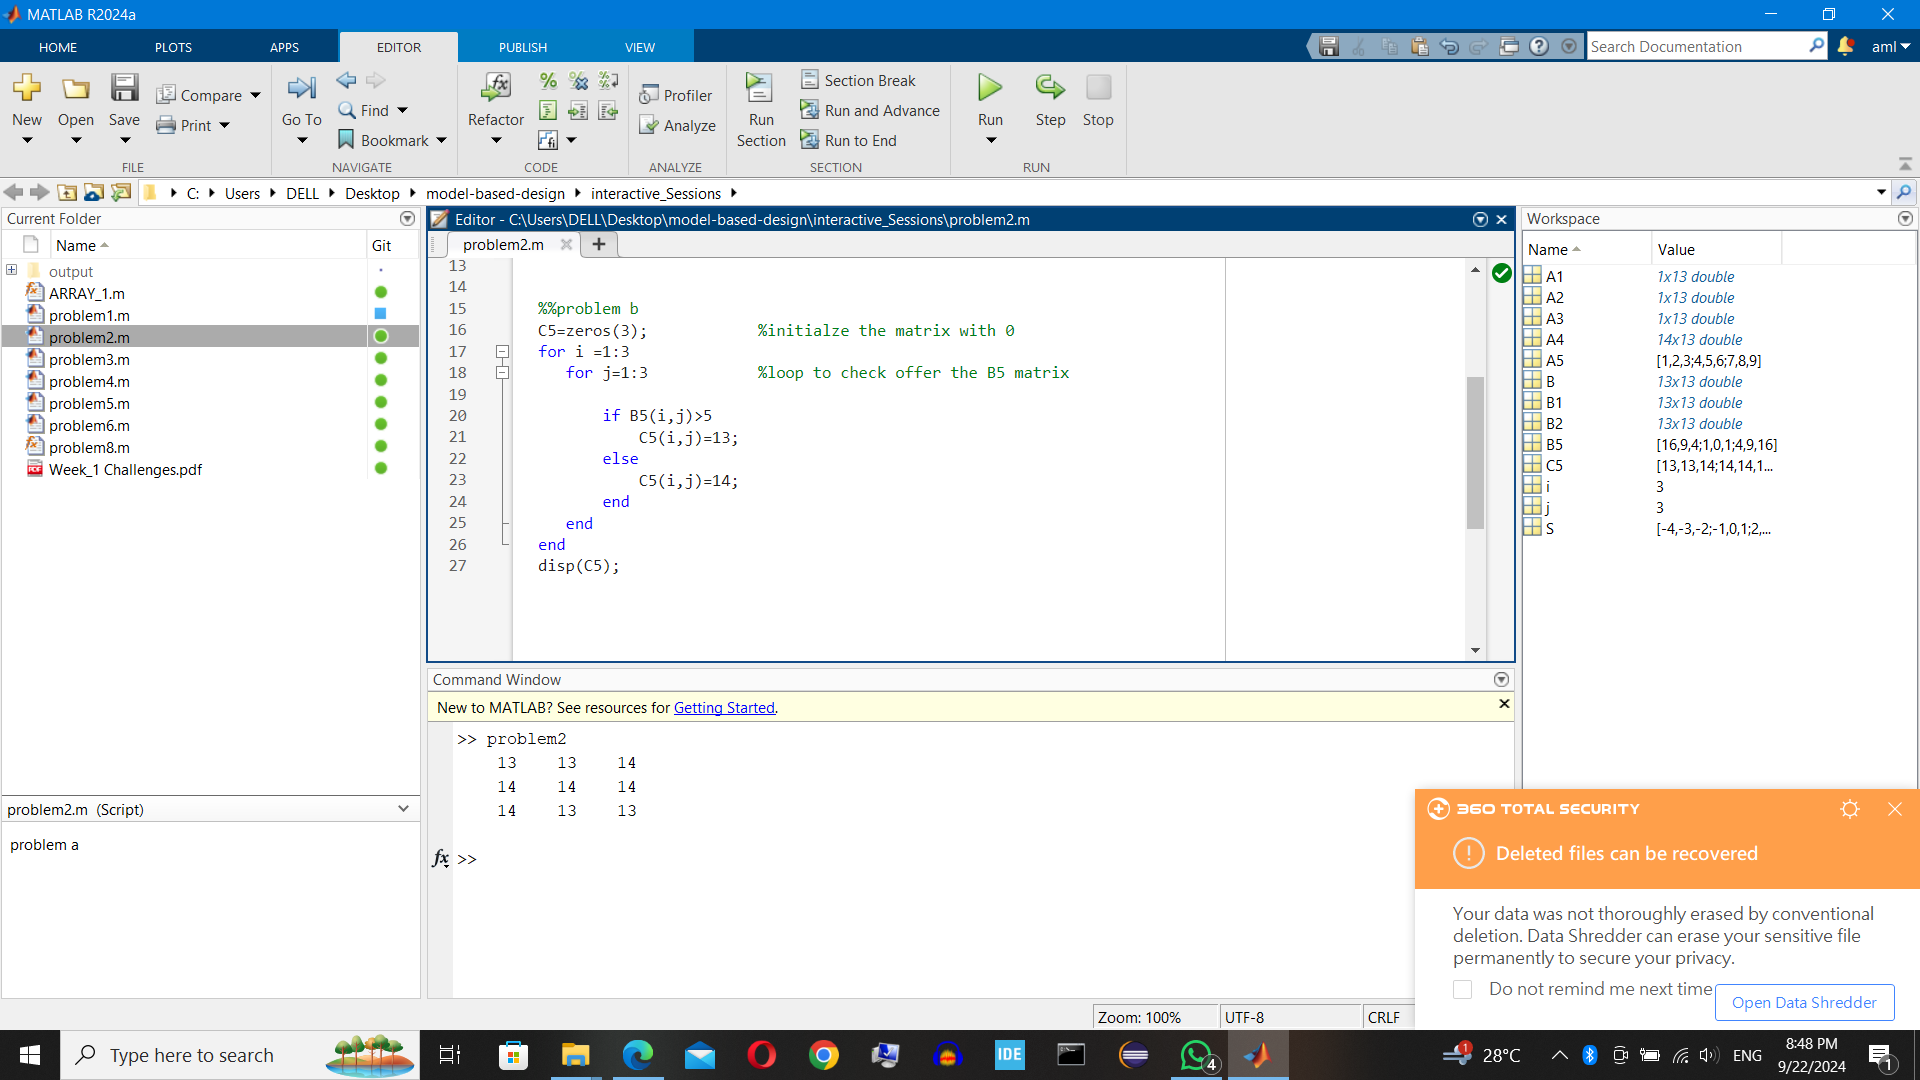 MATLAB R2024a
HOME PLOTS APPS EDITOR PUBLISH VIEW
Search Documentation
aml
New Open Save Compare Print
FILE
Go To Find Bookmark
NAVIGATE
Refactor
CODE
Profiler
Analyze
ANALYZE
Run Section
Section Break
Run and Advance
Run to End
SECTION
Run Step Stop
RUN
C: Users DELL Desktop model-based-design interactive_Sessions
Current Folder
Name Git
output
ARRAY_1.m
problem1.m
problem2.m
problem3.m
problem4.m
problem5.m
problem6.m
problem8.m
Week_1 Challenges.pdf
problem2.m (Script)
problem a
Editor - C:\Users\DELL\Desktop\model-based-design\interactive_Sessions\problem2.m
problem2.m
13
14
15 %%problem b
16 C5=zeros(3); %initialze the matrix with 0
17 for i =1:3
18 for j=1:3 %loop to check offer the B5 matrix
19
20 if B5(i,j)>5
21 C5(i,j)=13;
22 else
23 C5(i,j)=14;
24 end
25 end
26 end
27 disp(C5);
Command Window
New to MATLAB? See resources for Getting Started.
>> problem2
13 13 14
14 14 14
14 13 13
fx >>
Workspace
Name Value
A1 1x13 double
A2 1x13 double
A3 1x13 double
A4 14x13 double
A5 [1,2,3;4,5,6;7,8,9]
B 13x13 double
B1 13x13 double
B2 13x13 double
B5 [16,9,4;1,0,1;4,9,16]
C5 [13,13,14;14,14,1...
i 3
j 3
S [-4,-3,-2;-1,0,1;2,...
360 TOTAL SECURITY
Deleted files can be recovered
Your data was not thoroughly erased by conventional
deletion. Data Shredder can erase your sensitive file
permanently to secure your privacy.
Do not remind me next time
Open Data Shredder
Zoom: 100% UTF-8 CRLF
Type here to search
IDE
4
1
28°C
ENG
8:48 PM
9/22/2024
1